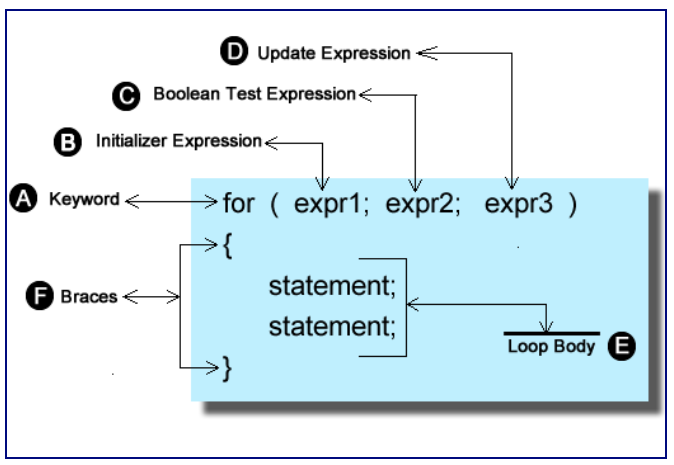 D Update Expression
C Boolean Test Expression
B Initializer Expression
A Keyword
for ( expr1; expr2; expr3 )
{
statement;
F Braces
statement;
Loop Body E
}